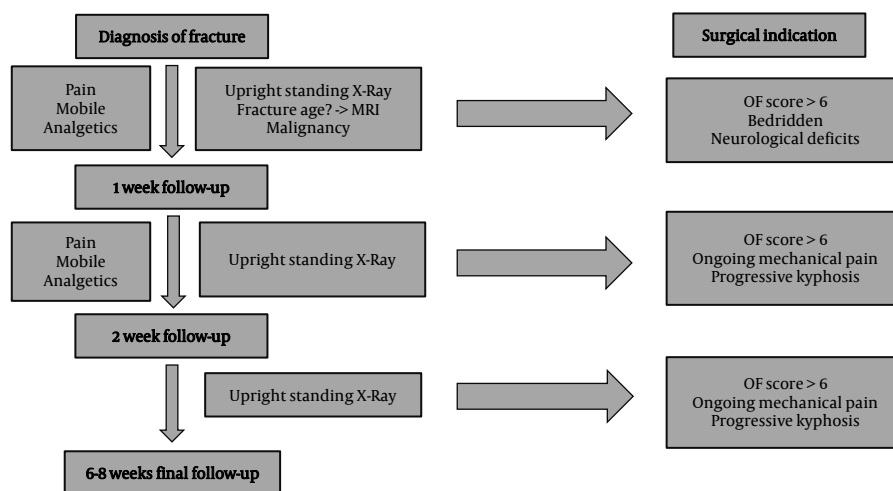 Diagnosis of fracture
Surgical indication
Pain
Mobile
Analgetics
Upright standing X-Ray
Fracture age? -> MRI
Malignancy
OF score > 6
Bedridden
Neurological deficits
1 week follow-up
Pain
Mobile
Analgetics
Upright standing X-Ray
OF score > 6
Ongoing mechanical pain
Progressive kyphosis
2 week follow-up
Upright standing X-Ray
OF score > 6
Ongoing mechanical pain
Progressive kyphosis
6-8 weeks final follow-up